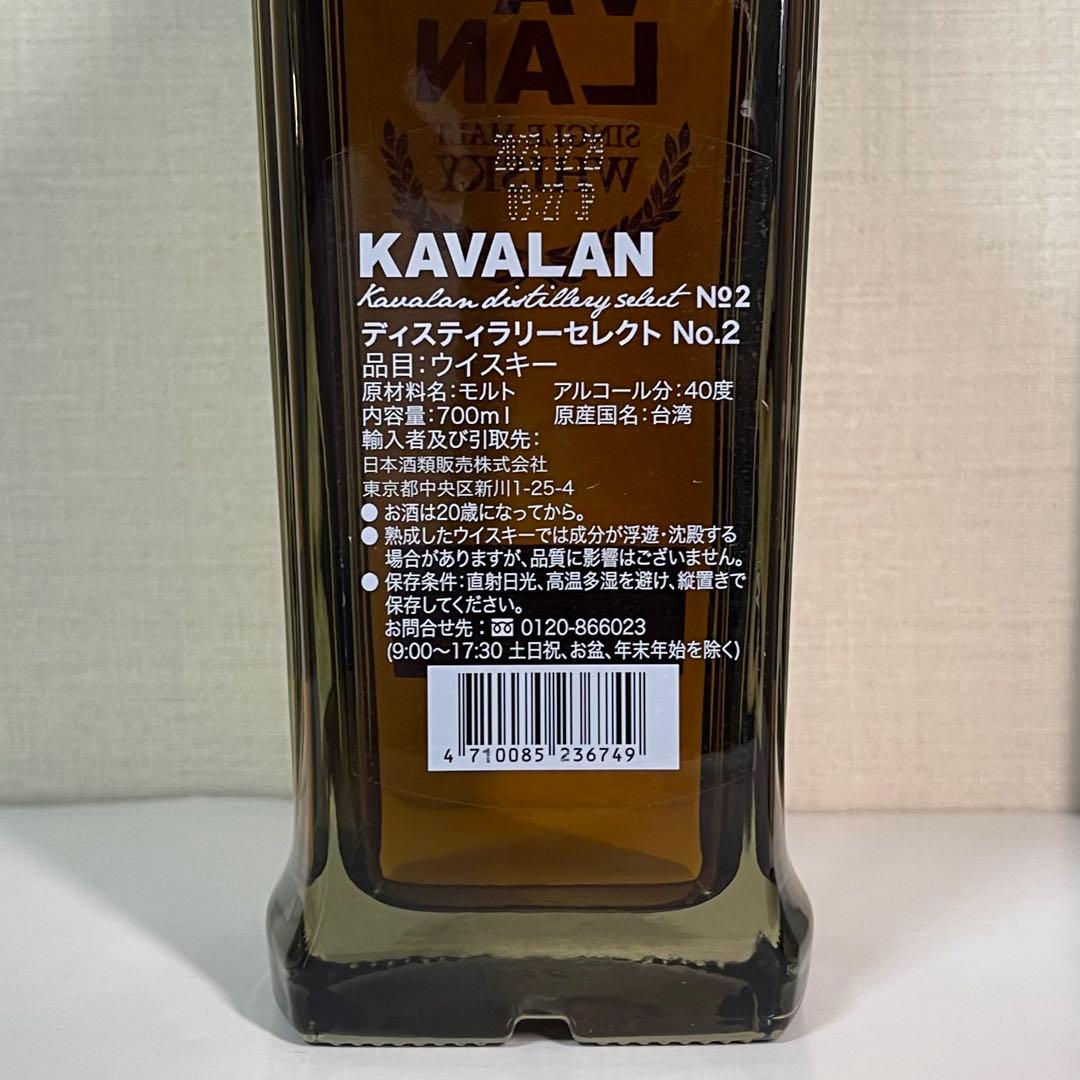 VA
LAN
SINGLE MALT
WHISKY
KAVALAN
Kavalan distillery select №2
ディスティラリーセレクト No.2
品目:ウイスキー
原材料名:モルト アルコール分:40度
内容量:700ml 原産国名:台湾
輸入者及び引取先:
日本酒類販売株式会社
東京都中央区新川1-25-4
● お酒は20歳になってから。
● 熟成したウイスキーでは成分が浮遊・沈殿する
場合がありますが、品質に影響はございません。
● 保存条件:直射日光、高温多湿を避け、縦置きで
保存してください。
お問合せ先: 0120-866023
(9:00〜17:30 土日祝、お盆、年末年始を除く)
4 710085 236749